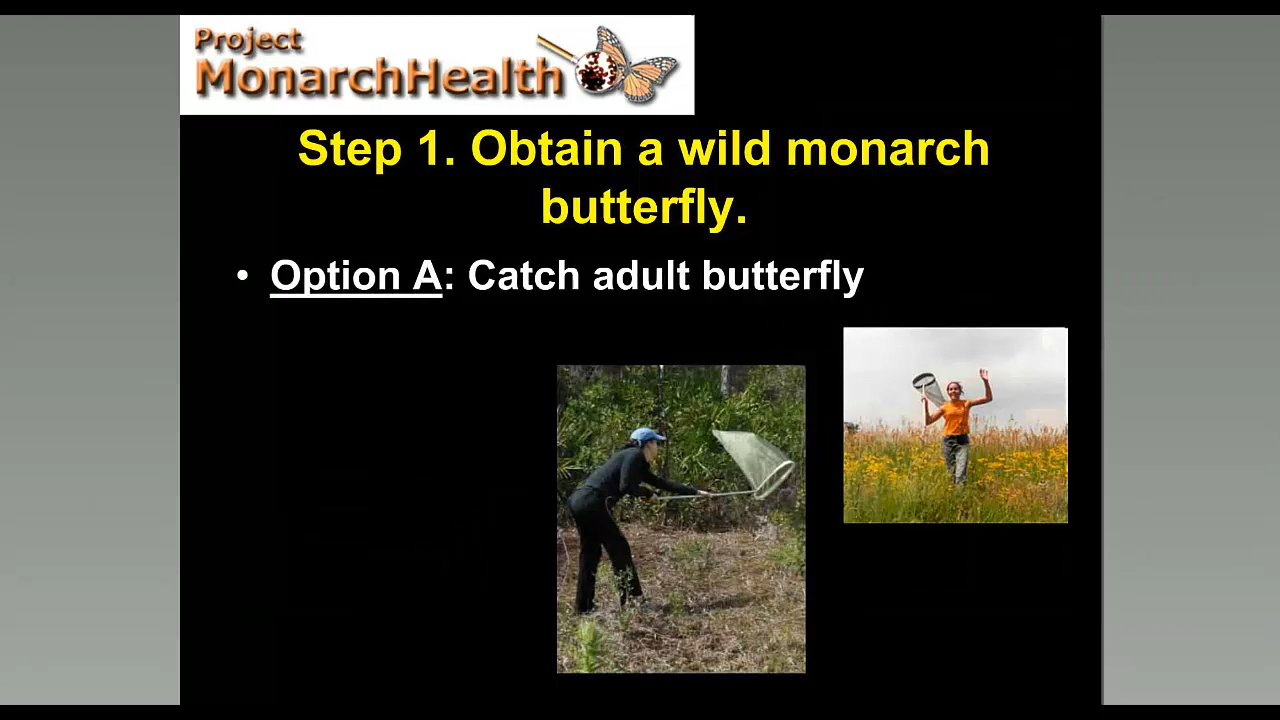 Project
MonarchHealth
Step 1. Obtain a wild monarch
butterfly.
• Option A: Catch adult butterfly